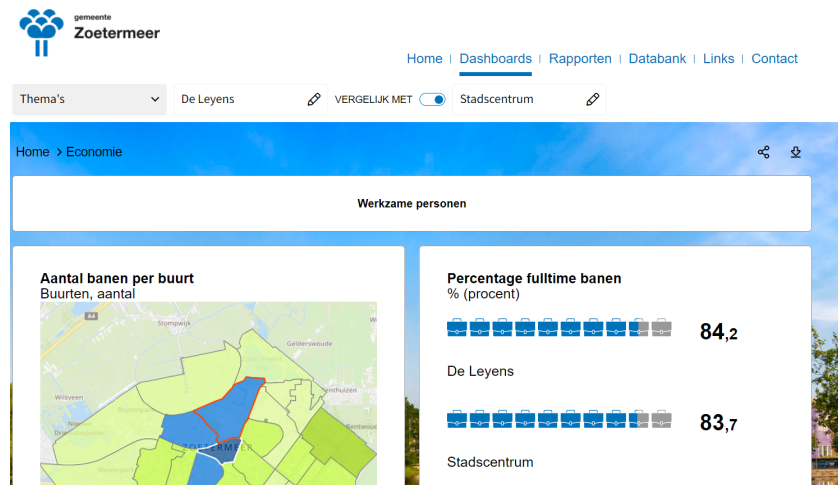 gemeente
Zoetermeer
Home | Dashboards | Rapporten | Databank | Links | Contact
Thema's
De Leyens
VERGELIJK MET
Stadscentrum
Home > Economie
Werkzame personen
Aantal banen per buurt
Buurten, aantal
A4
Stompwijk
Gelderswoude
Wilsveen
ZOETERMEER
Percentage fulltime banen
% (procent)
84,2
De Leyens
83,7
Stadscentrum